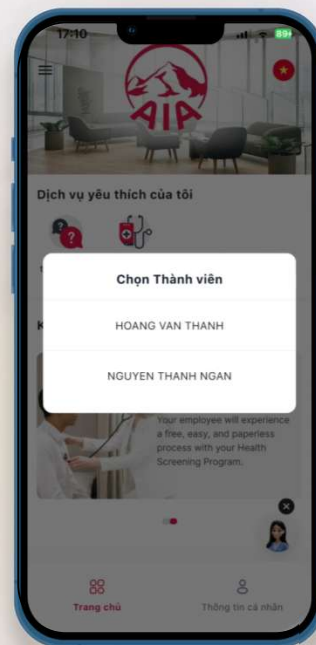 17:10
89
AIA
Dịch vụ yêu thích của tôi
Chọn Thành viên
HOANG VAN THANH
NGUYEN THANH NGAN
K
Your employee will experience
a free, easy, and paperless
process with your Health
Screening Program.
Trang chủ
Thông tin cá nhân